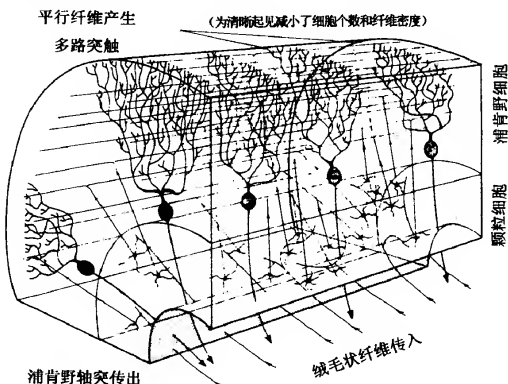 平行纤维产生
多路突触
(为清晰起见减小了细胞个数和纤维密度)
浦肯野细胞
颗粒细胞
绒毛状纤维传入
浦肯野轴突传出